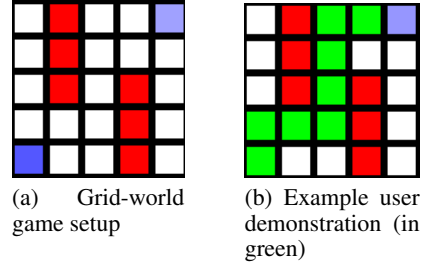 (a) Grid-world
game setup
(b) Example user
demonstration (in
green)